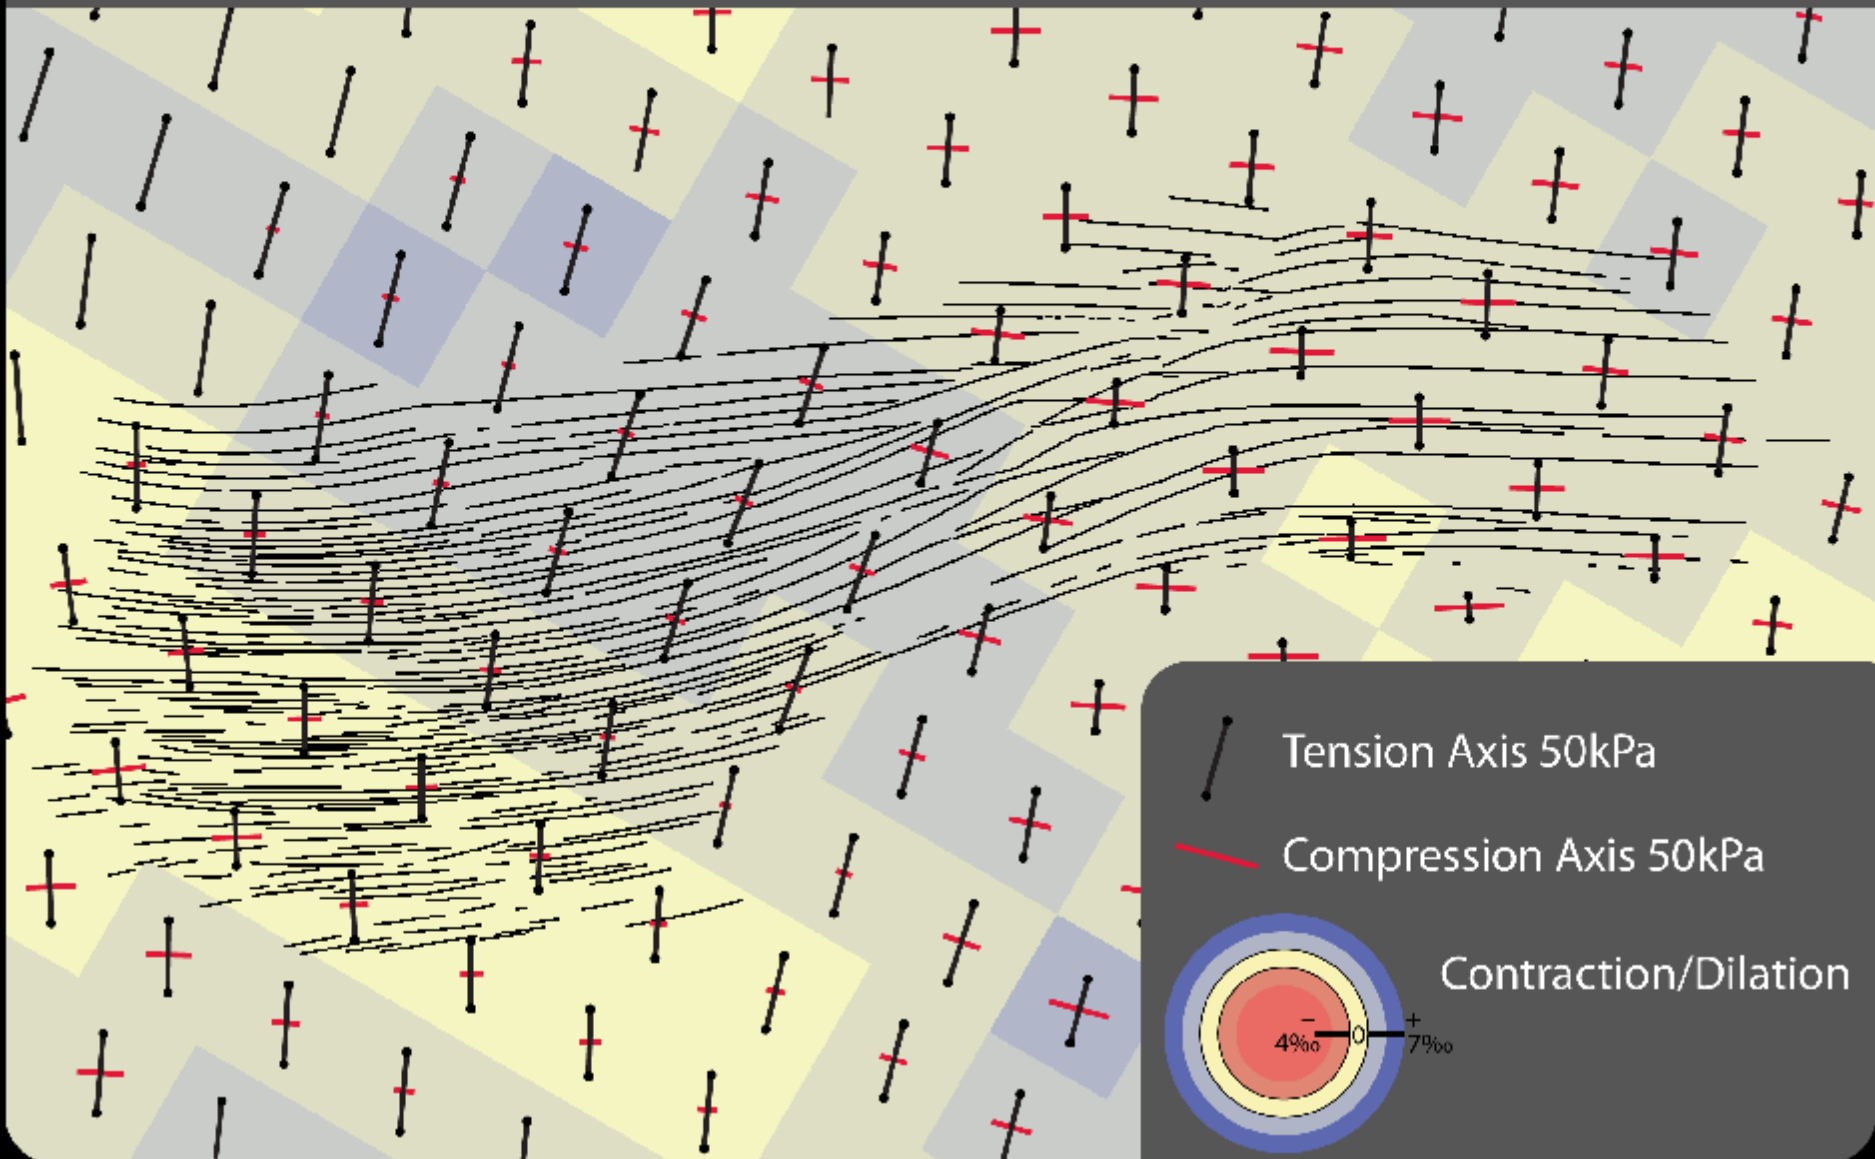 Tension Axis 50kPa
Compression Axis 50kPa
Contraction/Dilation
− +
4‰ 0 7‰